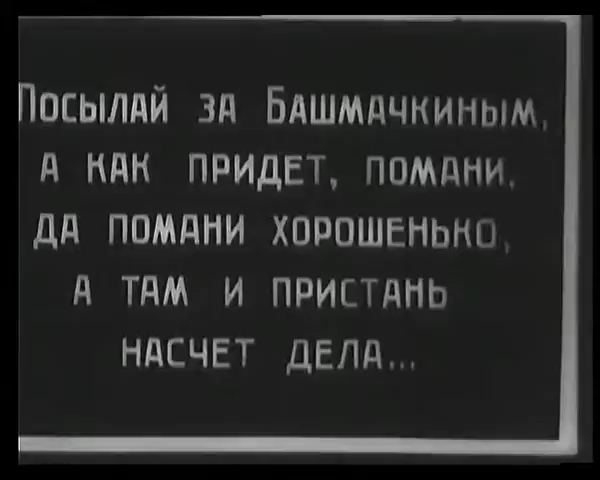 Посылай за Башмачкиным,
а как придет, помани,
да помани хорошенько,
а там и пристань
насчет дела...